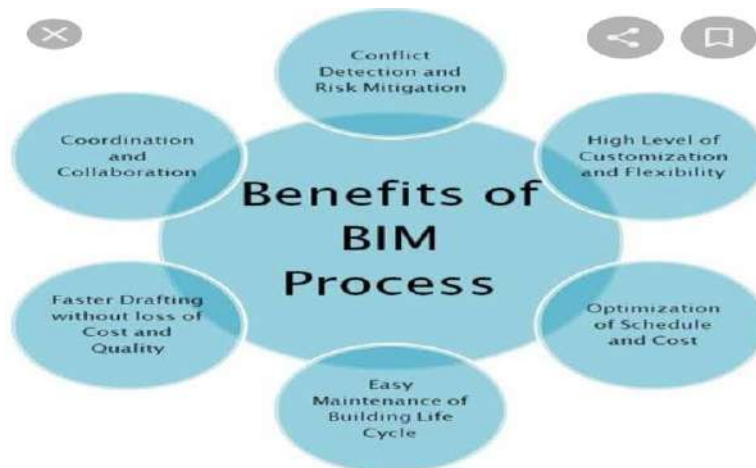 Benefits of
BIM
Process
Conflict
Detection and
Risk Mitigation
High Level of
Customization
and Flexibility
Optimization
of Schedule
and Cost
Easy
Maintenance of
Building Life
Cycle
Faster Drafting
without loss of
Cost and
Quality
Coordination
and
Collaboration